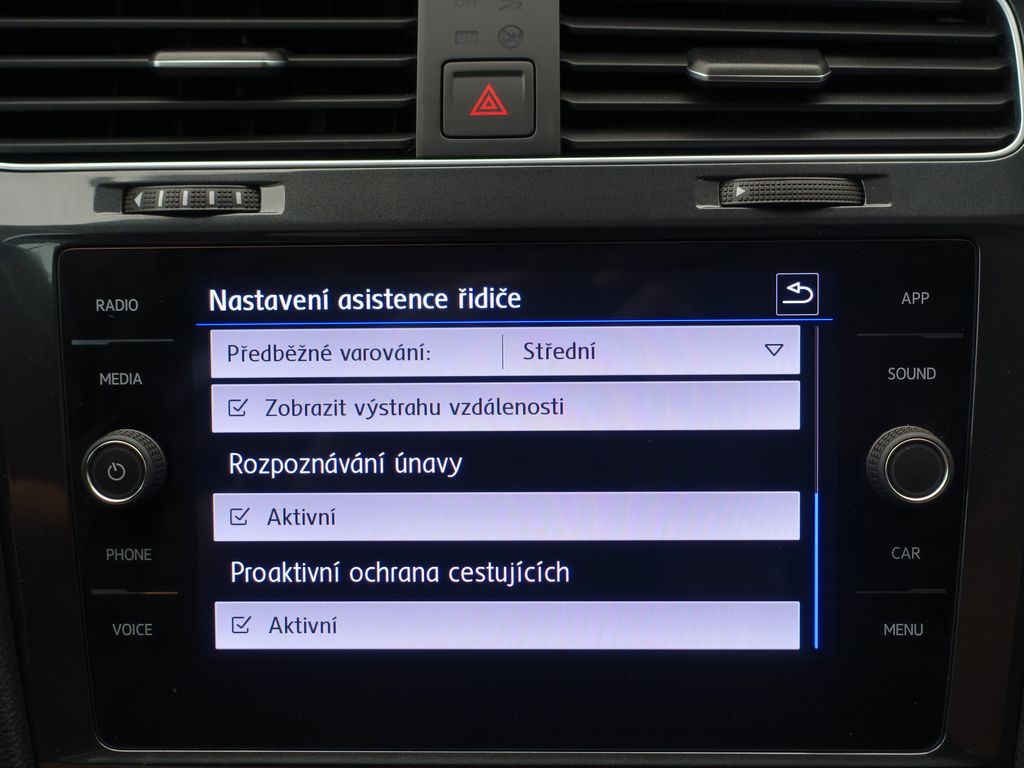 OFF
RADIO
MEDIA
PHONE
VOICE
Nastavení asistence řidiče
Předběžné varování: Střední
Zobrazit výstrahu vzdálenosti
Rozpoznávání únavy
Aktivní
Proaktivní ochrana cestujících
Aktivní
APP
SOUND
CAR
MENU